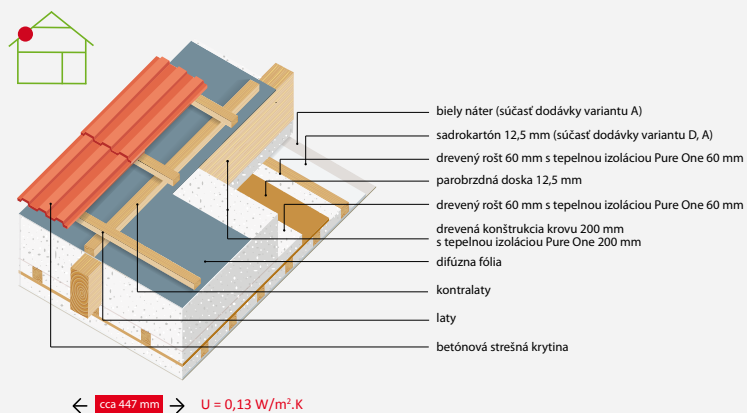 biely náter (súčasť dodávky variantu A)
sadrokartón 12,5 mm (súčasť dodávky variantu D, A)
drevený rošt 60 mm s tepelnou izoláciou Pure One 60 mm
parobrzdná doska 12,5 mm
drevený rošt 60 mm s tepelnou izoláciou Pure One 60 mm
drevená konštrukcia krovu 200 mm
s tepelnou izoláciou Pure One 200 mm
difúzna fólia
kontralaty
laty
betónová strešná krytina
cca 447 mm U = 0,13 W/m².K